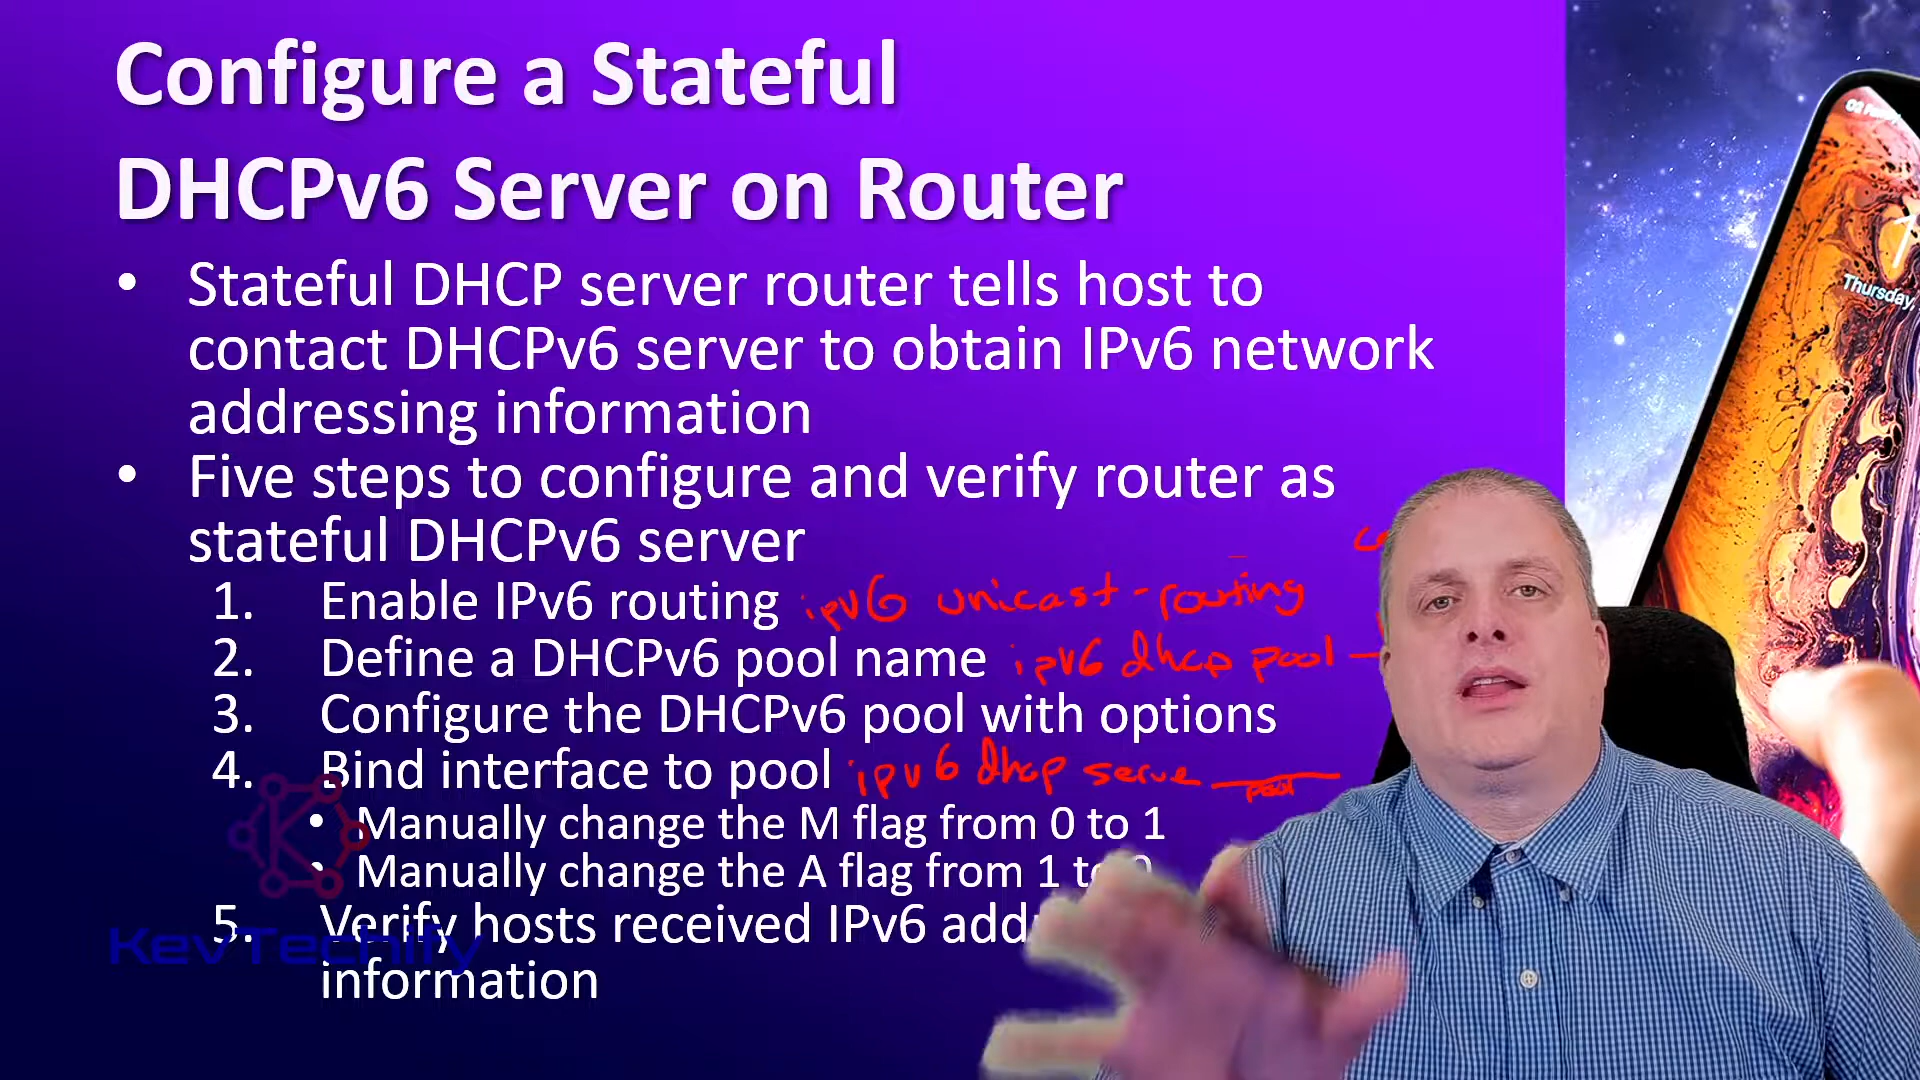 Configure a Stateful
DHCPv6 Server on Router
• Stateful DHCP server router tells host to
contact DHCPv6 server to obtain IPv6 network
addressing information
• Five steps to configure and verify router as
stateful DHCPv6 server
1. Enable IPv6 routing ipv6 unicast-routing
2. Define a DHCPv6 pool name ipv6 dhcp pool
3. Configure the DHCPv6 pool with options
4. Bind interface to pool ipv6 dhcp serve pool
• Manually change the M flag from 0 to 1
• Manually change the A flag from 1 to 0
5. Verify hosts received IPv6
information
KevTechify
Thursday,